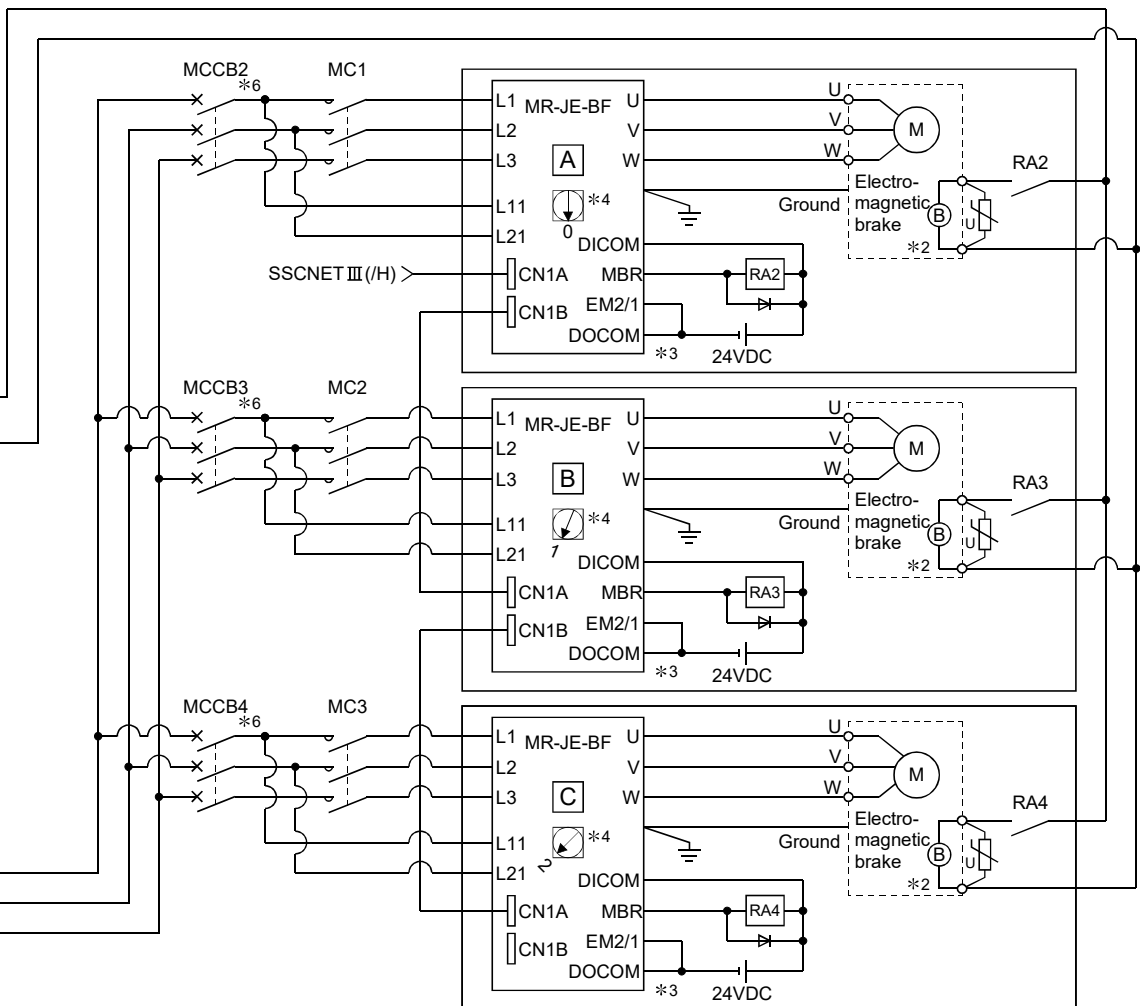 MCCB2 MC1
*6
L1 MR-JE-BF U U
L2 V V M
L3 A W W
RA2
Electro-
magnetic
brake
Ground B U
L11 *4
0
L21 DICOM *2
SSCNETⅢ(/H) CN1A MBR RA2
CN1B EM2/1
DOCOM *3 24VDC
MCCB3 MC2
*6
L1 MR-JE-BF U U
L2 V V M
L3 B W W
RA3
Electro-
magnetic
brake
Ground B U
L11 *4
1
L21 DICOM *2
CN1A MBR RA3
CN1B EM2/1
DOCOM *3 24VDC
MCCB4 MC3
*6
L1 MR-JE-BF U U
L2 V V M
L3 C W W
RA4
Electro-
magnetic
brake
Ground B U
L11 *4
2
L21 DICOM *2
CN1A MBR RA4
CN1B EM2/1
DOCOM *3 24VDC